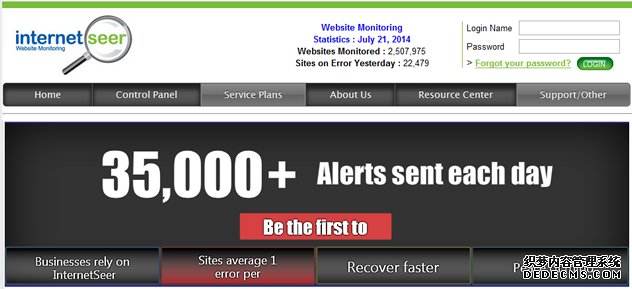 internetseer
Website Monitoring
Website Monitoring
Statistics : July 21, 2014
Websites Monitored : 2,507,975
Sites on Error Yesterday : 22,479
Login Name
Password
> Forgot your password?
LOGIN
Home
Control Panel
Service Plans
About Us
Resource Center
Support/Other
35,000+ Alerts sent each day
Be the first to
Businesses rely on
InternetSeer
Sites average 1
error per
Recover faster
织梦内容管理系统
DEDECMS.COM